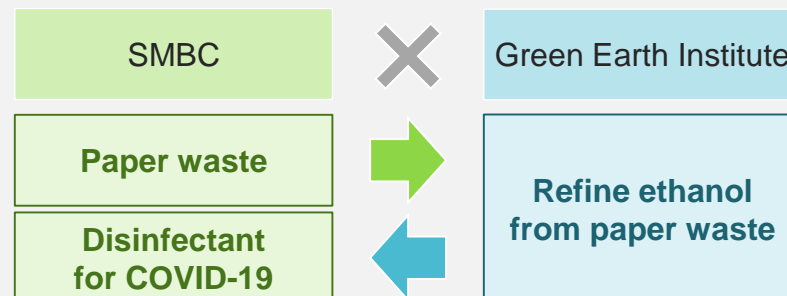 SMBC
Green Earth Institute
Paper waste
Refine ethanol
from paper waste
Disinfectant
for COVID-19